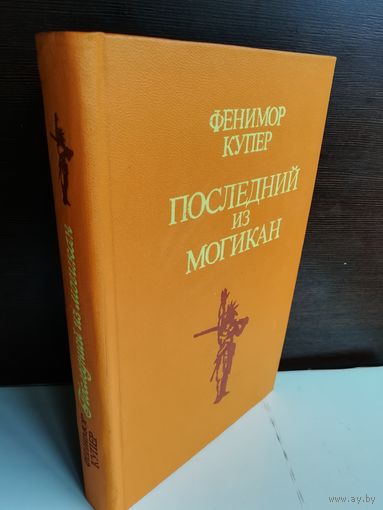 ФЕНИМОР
КУПЕР
ПОСЛЕДНИЙ
ИЗ
МОГИКАН
ФЕНИМОР
КУПЕР
Последний из могикан
www.ay.by